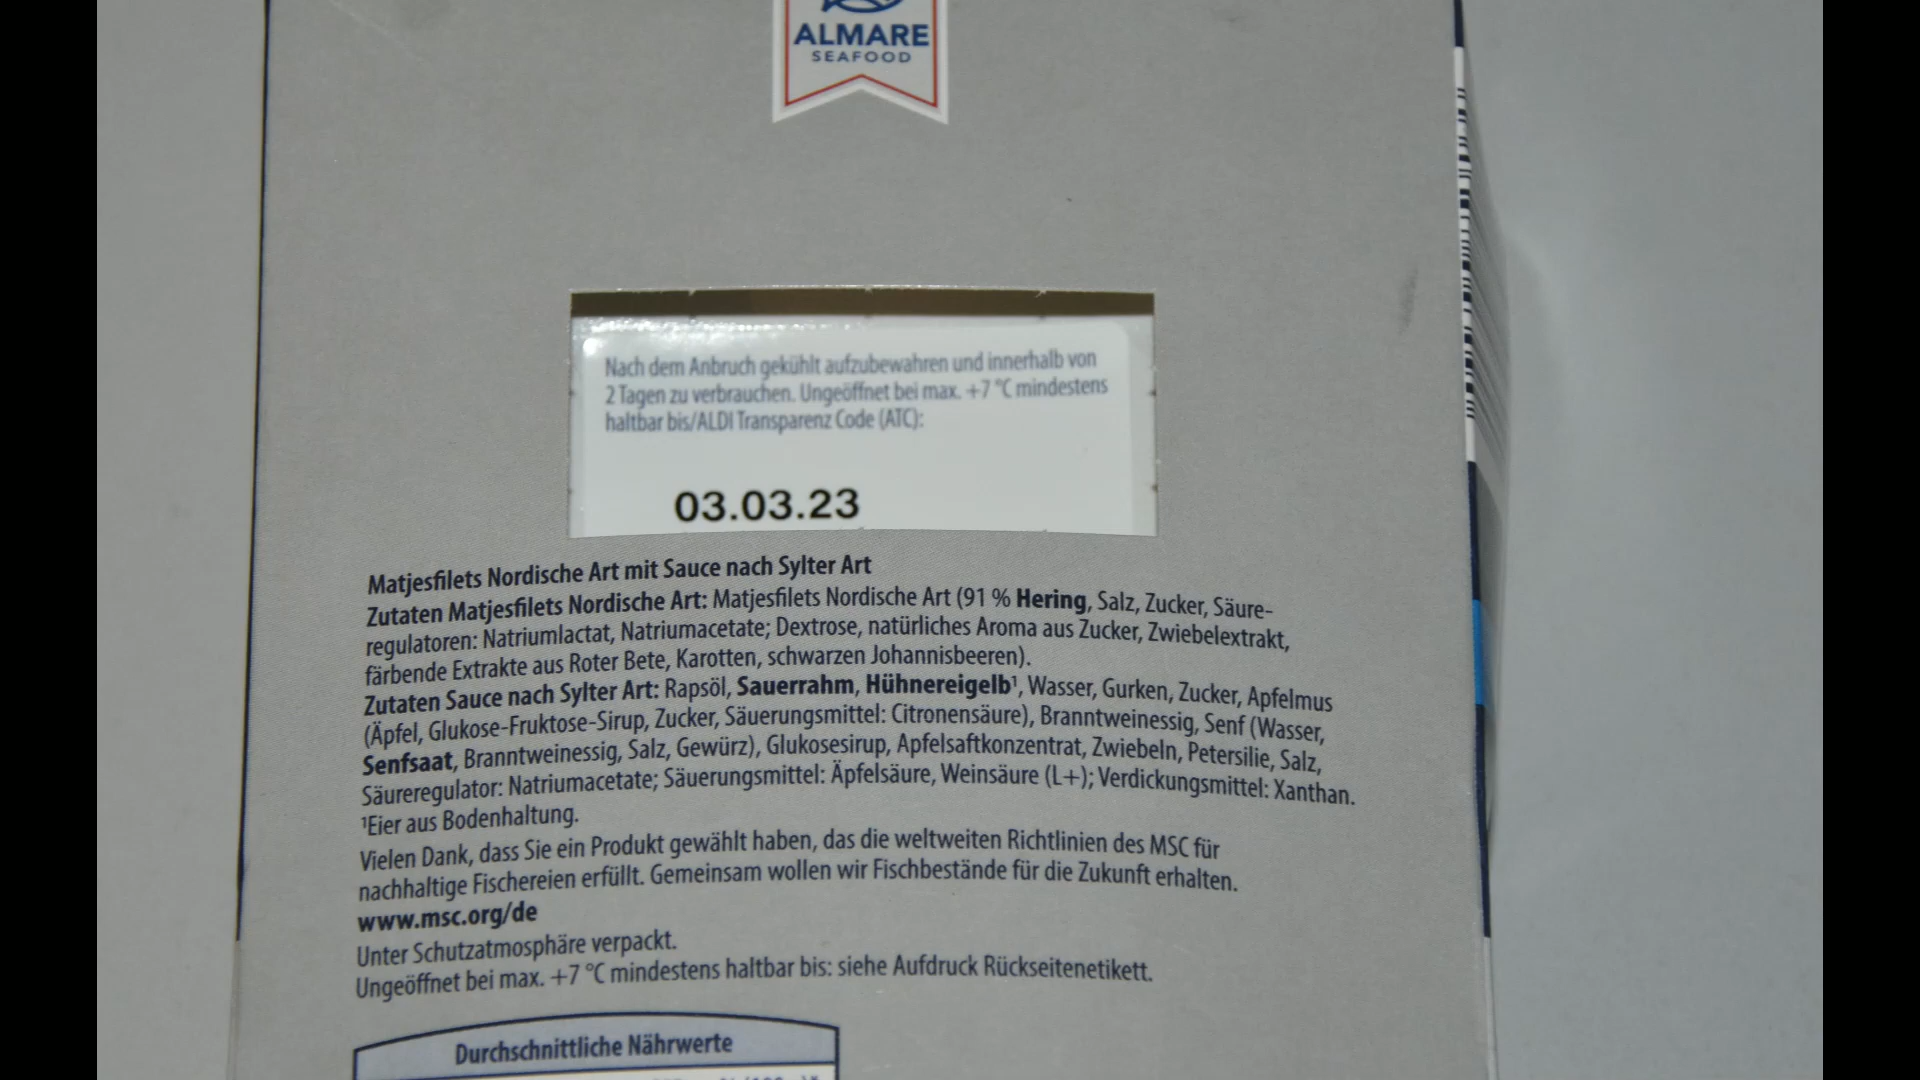 ALMARE
SEAFOOD
Nach dem Anbruch gekühlt aufzubewahren und innerhalb von
2 Tagen zu verbrauchen. Ungeöffnet bei max. +7 °C mindestens
haltbar bis/ALDI Transparenz Code (ATC):
03.03.23
Matjesfilets Nordische Art mit Sauce nach Sylter Art
Zutaten Matjesfilets Nordische Art: Matjesfilets Nordische Art (91 % Hering, Salz, Zucker, Säure-
regulatoren: Natriumlactat, Natriumacetate; Dextrose, natürliches Aroma aus Zucker, Zwiebelextrakt,
färbende Extrakte aus Roter Bete, Karotten, schwarzen Johannisbeeren).
Zutaten Sauce nach Sylter Art: Rapsöl, Sauerrahm, Hühnereigelb¹, Wasser, Gurken, Zucker, Apfelmus
(Äpfel, Glukose-Fruktose-Sirup, Zucker, Säuerungsmittel: Citronensäure), Branntweinessig, Senf (Wasser,
Senfsaat, Branntweinessig, Salz, Gewürz), Glukosesirup, Apfelsaftkonzentrat, Zwiebeln, Petersilie, Salz,
Säureregulator: Natriumacetate; Säuerungsmittel: Äpfelsäure, Weinsäure (L+); Verdickungsmittel: Xanthan.
¹Eier aus Bodenhaltung.
Vielen Dank, dass Sie ein Produkt gewählt haben, das die weltweiten Richtlinien des MSC für
nachhaltige Fischereien erfüllt. Gemeinsam wollen wir Fischbestände für die Zukunft erhalten.
www.msc.org/de
Unter Schutzatmosphäre verpackt.
Ungeöffnet bei max. +7 °C mindestens haltbar bis: siehe Aufdruck Rückseitenetikett.
Durchschnittliche Nährwerte